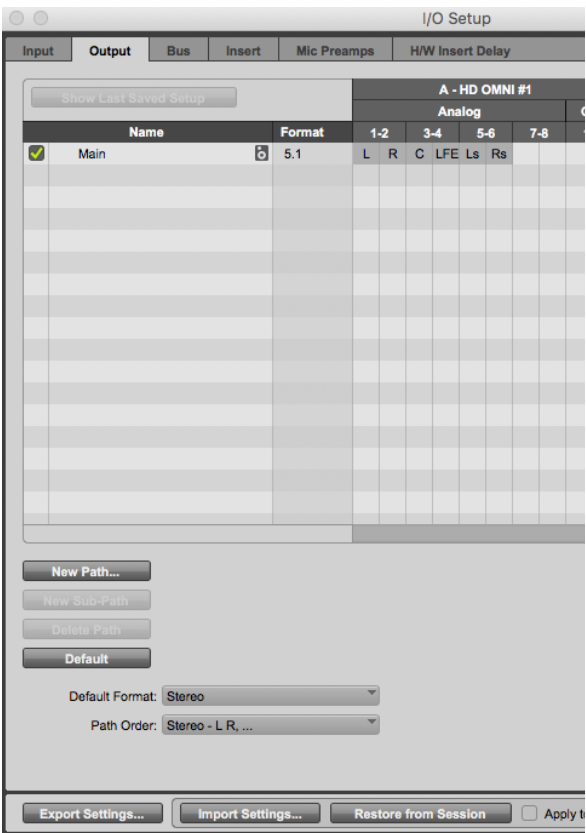 I/O Setup
Input Output Bus Insert Mic Preamps H/W Insert Delay
Show Last Saved Setup
A - HD OMNI #1
Analog
Name Format 1-2 3-4 5-6 7-8
Main 5.1 L R C LFE Ls Rs
New Path...
New Sub-Path
Delete Path
Default
Default Format: Stereo
Path Order: Stereo - L R, ...
Export Settings... Import Settings... Restore from Session Apply